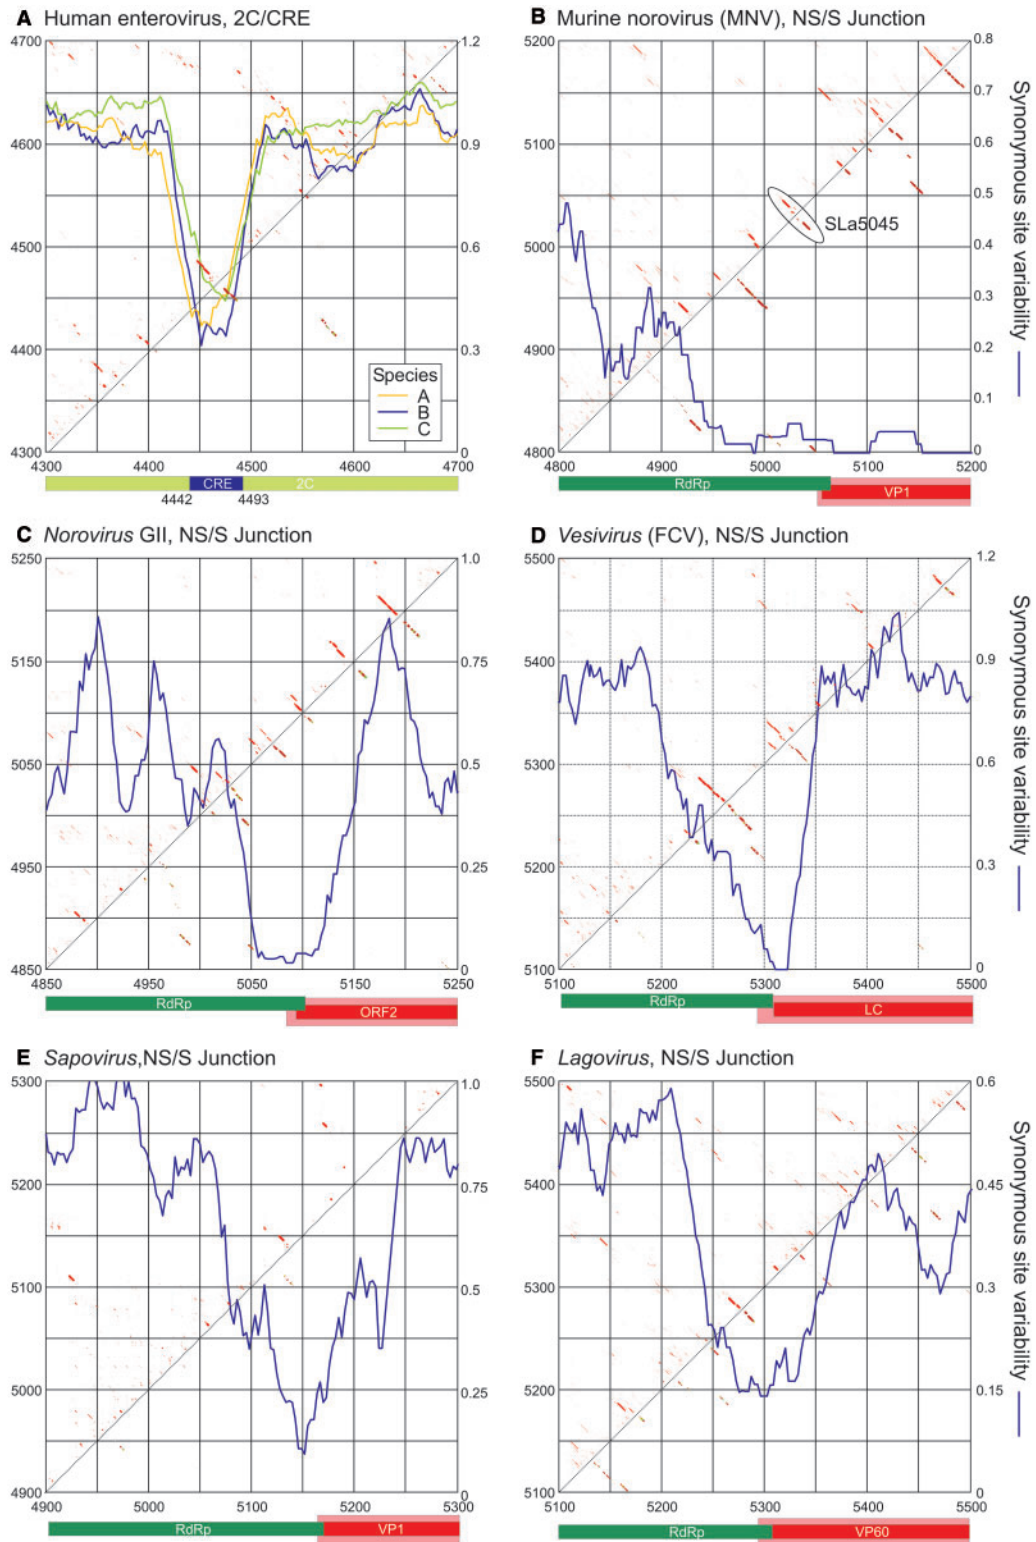 A Human enterovirus, 2C/CRE
4700
4600
4500
4400
4300
1.2
0.9
0.6
0.3
0
Species
A
B
C
4300 4400 4500 4600 4700
CRE 2C
4442 4493
B Murine norovirus (MNV), NS/S Junction
5200
5100
5000
4900
4800
0.8
0.7
0.6
0.5
0.4
0.3
0.2
0.1
0
SLa5045
Synonymous site variability
4800 4900 5000 5100 5200
RdRp VP1
C Norovirus GII, NS/S Junction
5250
5150
5050
4950
4850
1.0
0.75
0.5
0.25
0
4850 4950 5050 5150 5250
RdRp ORF2
D Vesivirus (FCV), NS/S Junction
5500
5400
5300
5200
5100
1.2
0.9
0.6
0.3
0
Synonymous site variability
5100 5200 5300 5400 5500
RdRp LC
E Sapovirus,NS/S Junction
5300
5200
5100
5000
4900
1.0
0.75
0.5
0.25
0
4900 5000 5100 5200 5300
RdRp VP1
F Lagovirus, NS/S Junction
5500
5400
5300
5200
5100
0.6
0.45
0.3
0.15
0
Synonymous site variability
5100 5200 5300 5400 5500
RdRp VP60